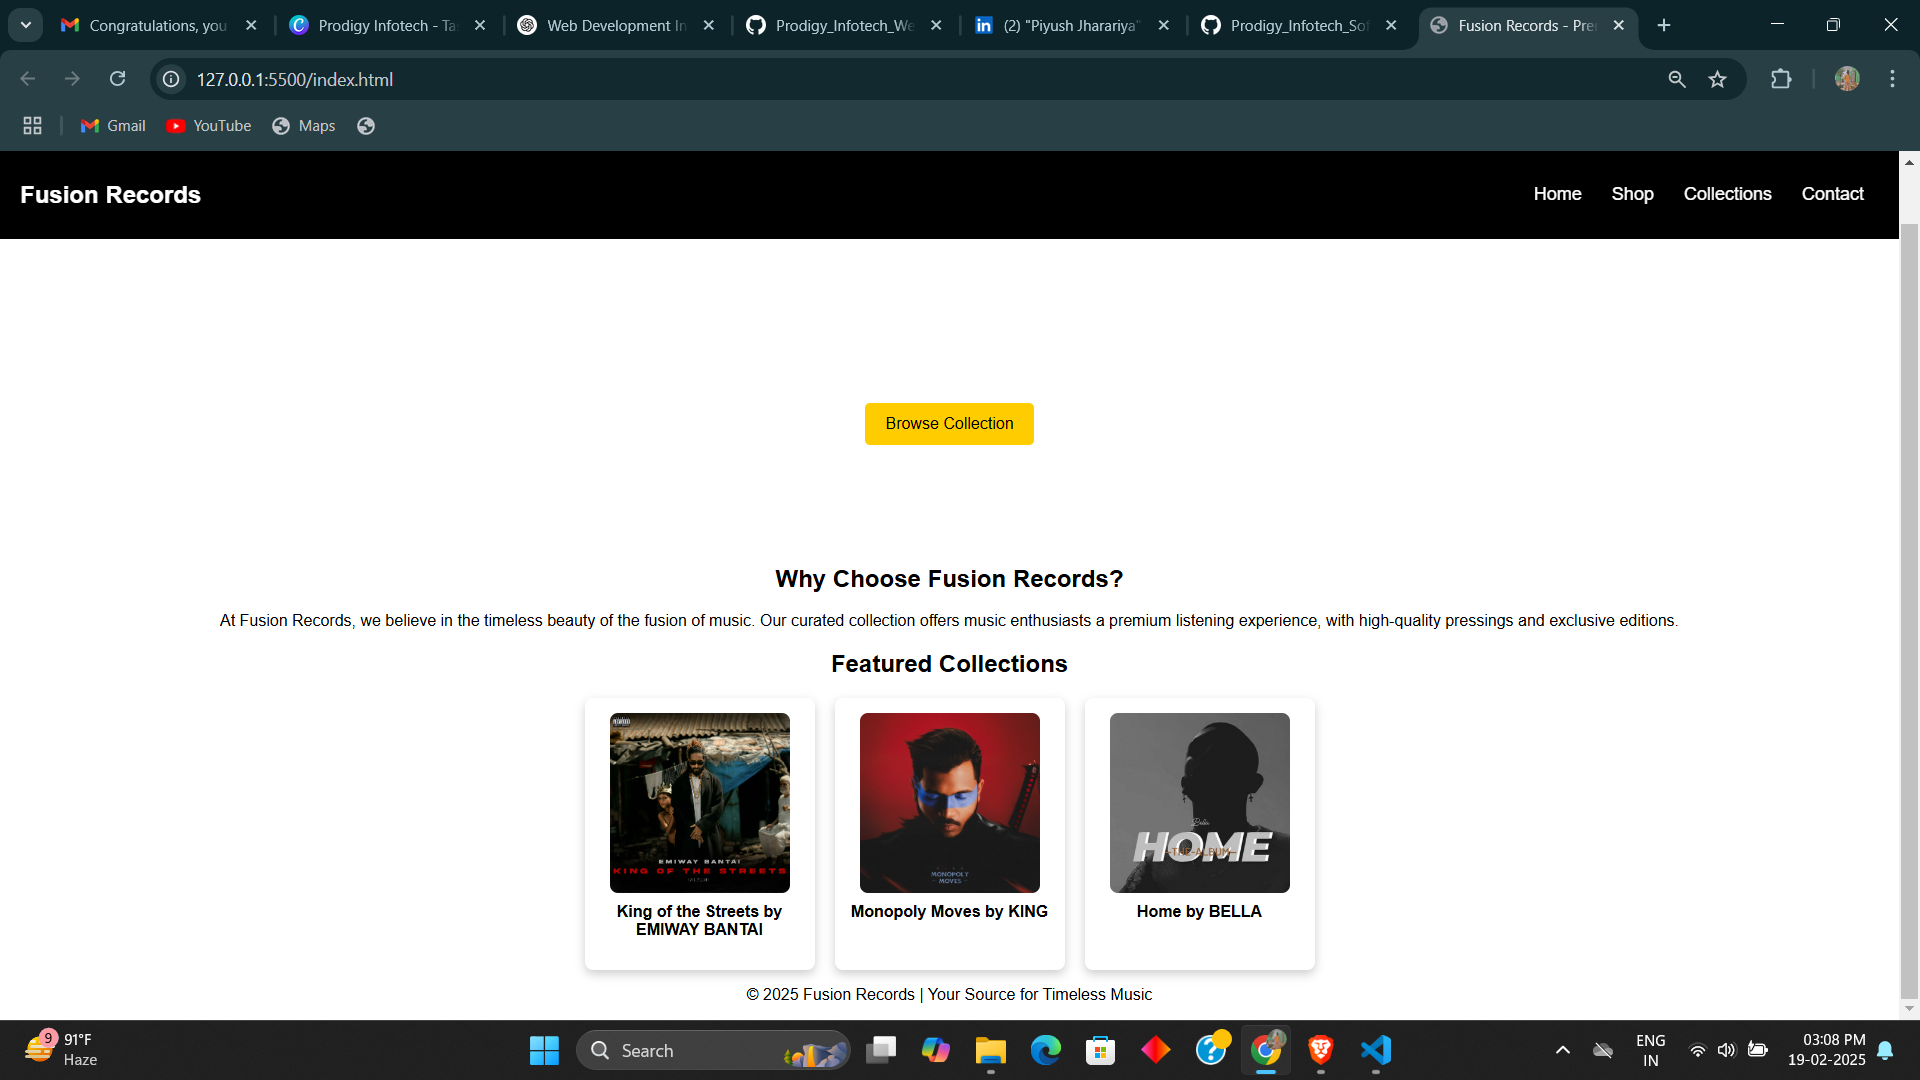 Congratulations, you
Prodigy Infotech - Ta
Web Development In
Prodigy_Infotech_We
(2) "Piyush Jharariya"
Prodigy_Infotech_Sof
Fusion Records - Pre
127.0.0.1:5500/index.html
Gmail
YouTube
Maps
Fusion Records
Home
Shop
Collections
Contact
Browse Collection
Why Choose Fusion Records?
At Fusion Records, we believe in the timeless beauty of the fusion of music. Our curated collection offers music enthusiasts a premium listening experience, with high-quality pressings and exclusive editions.
Featured Collections
EMIWAY BANTAI
KING OF THE STREETS
MONOPOLY
MOVES
Bella
HOME
THE-ALBUM
King of the Streets by
EMIWAY BANTAI
Monopoly Moves by KING
Home by BELLA
© 2025 Fusion Records | Your Source for Timeless Music
9
91°F
Haze
Search
ENG
IN
03:08 PM
19-02-2025